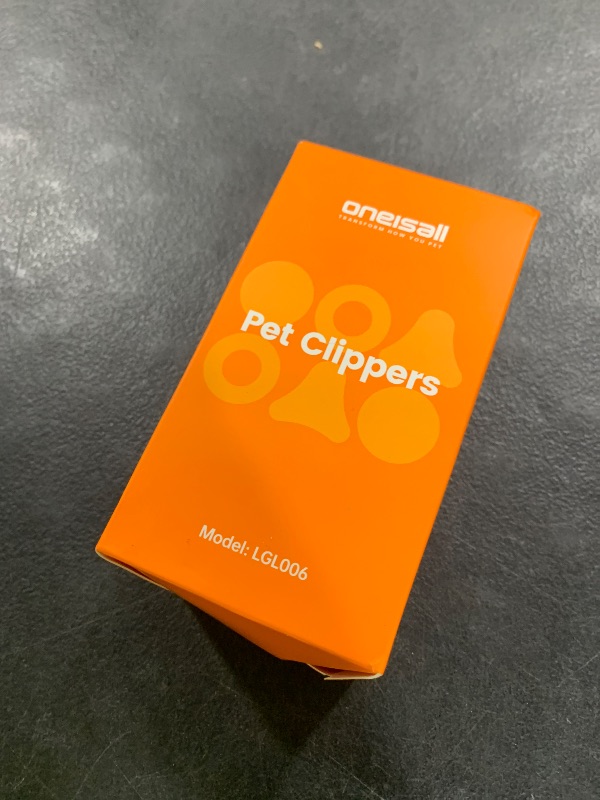 oneisall
TRANSFORM HOW YOU PET
Pet Clippers
Model: LGL006